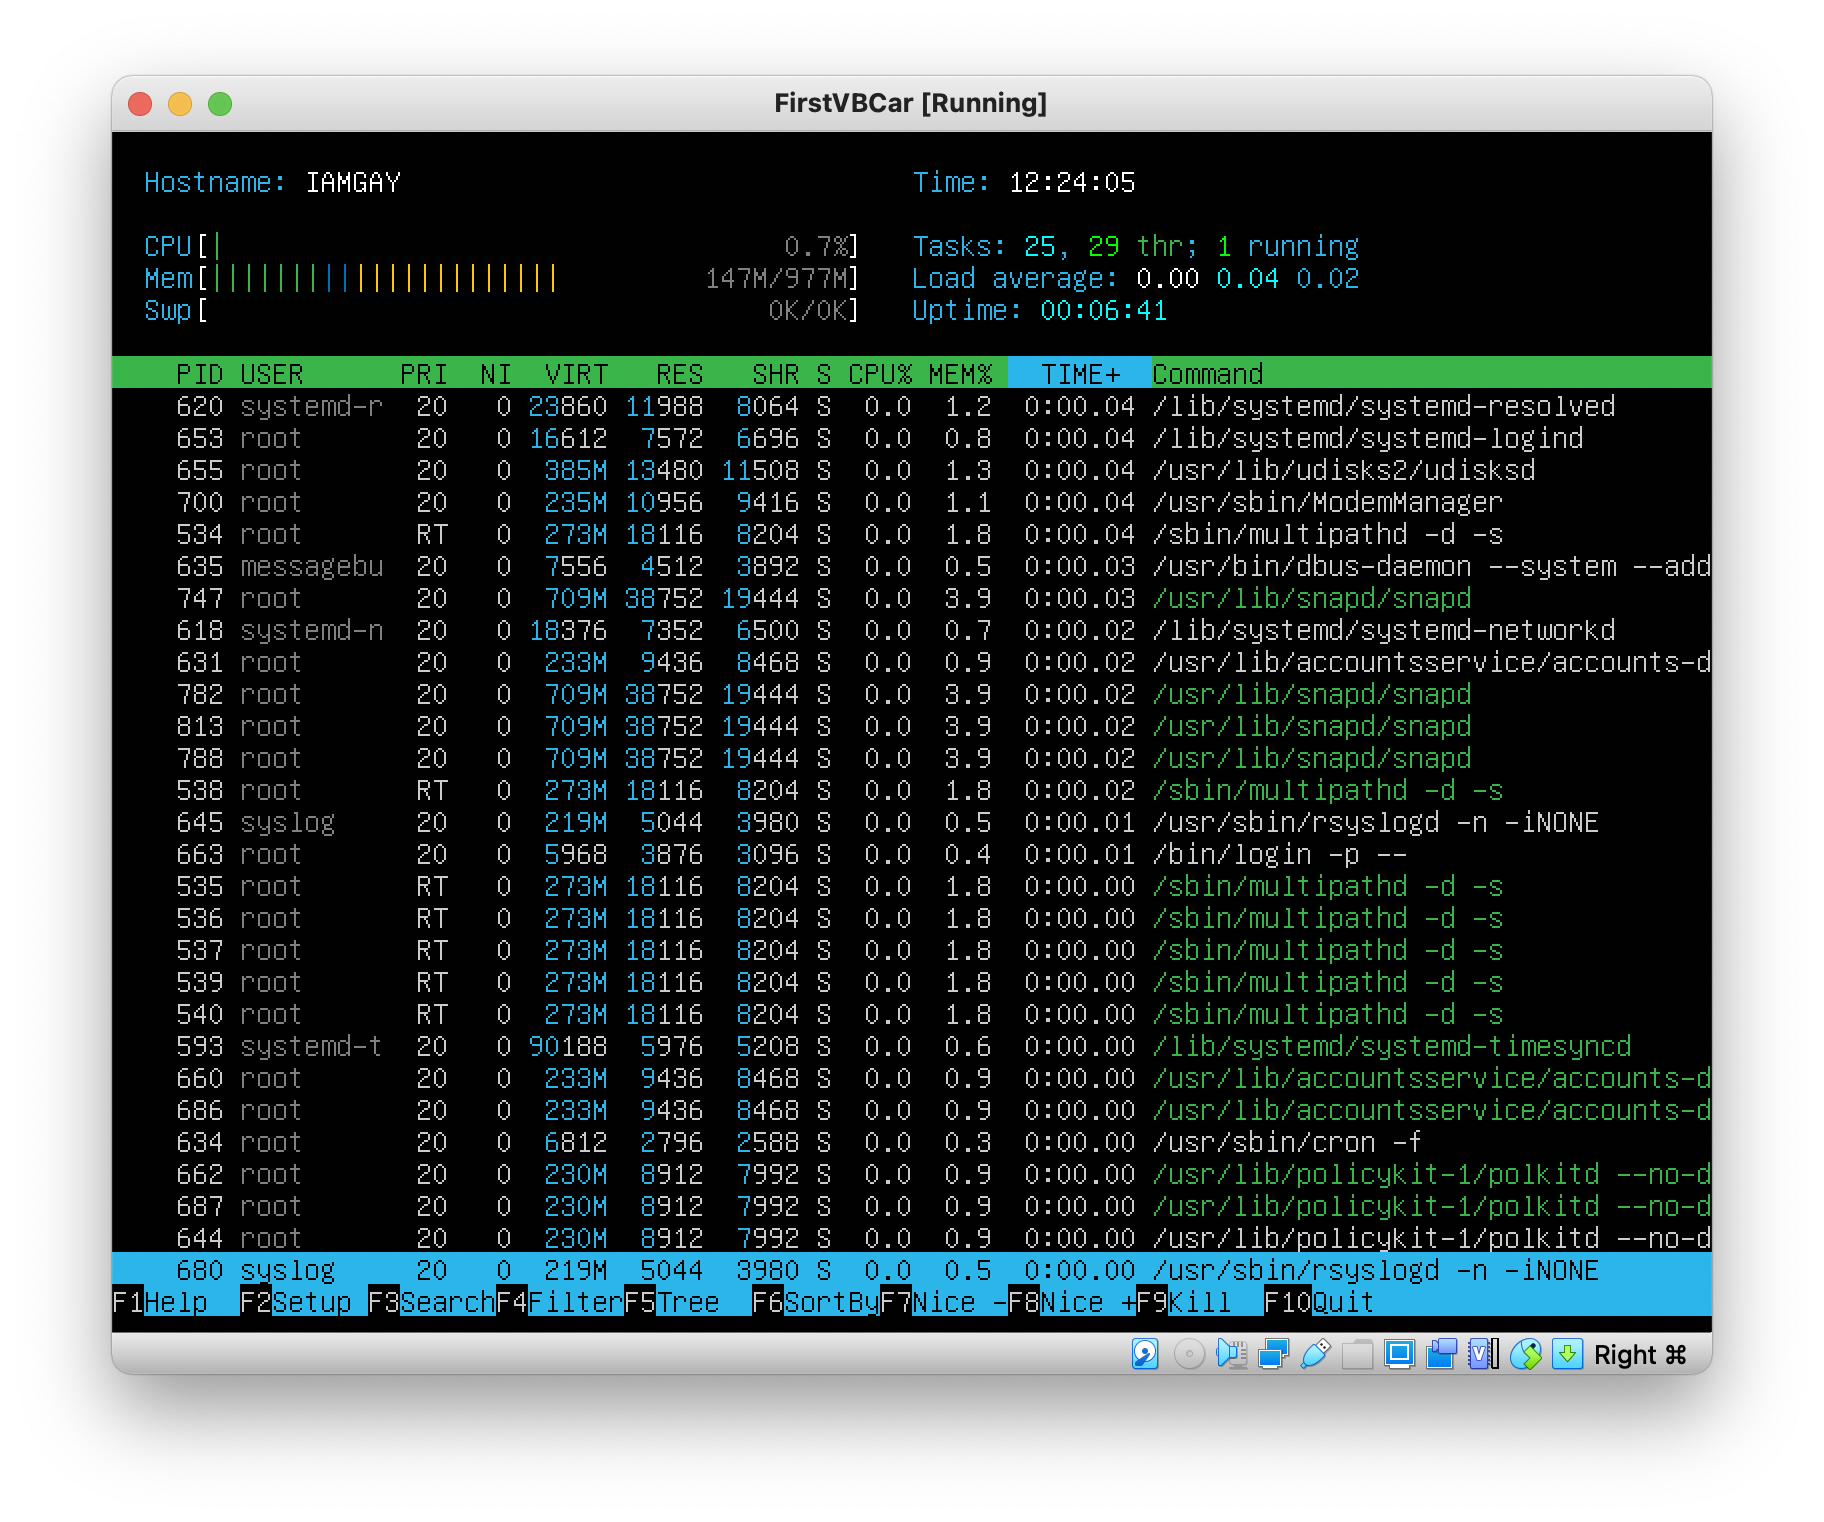 FirstVBCar [Running]
Hostname: IAMGAY Time: 12:24:05
CPU[| 0.7%] Tasks: 25, 29 thr; 1 running
Mem[|||||||||||||||||||||| 147M/977M] Load average: 0.00 0.04 0.02
Swp[ 0K/0K] Uptime: 00:06:41
PID USER PRI NI VIRT RES SHR S CPU% MEM% TIME+ Command
620 systemd-r 20 0 23860 11988 8064 S 0.0 1.2 0:00.04 /lib/systemd/systemd-resolved
653 root 20 0 16612 7572 6696 S 0.0 0.8 0:00.04 /lib/systemd/systemd-logind
655 root 20 0 385M 13480 11508 S 0.0 1.3 0:00.04 /usr/lib/udisks2/udisksd
700 root 20 0 235M 10956 9416 S 0.0 1.1 0:00.04 /usr/sbin/ModemManager
534 root RT 0 273M 18116 8204 S 0.0 1.8 0:00.04 /sbin/multipathd -d -s
635 messagebu 20 0 7556 4512 3892 S 0.0 0.5 0:00.03 /usr/bin/dbus-daemon --system --add
747 root 20 0 709M 38752 19444 S 0.0 3.9 0:00.03 /usr/lib/snapd/snapd
618 systemd-n 20 0 18376 7352 6500 S 0.0 0.7 0:00.02 /lib/systemd/systemd-networkd
631 root 20 0 233M 9436 8468 S 0.0 0.9 0:00.02 /usr/lib/accountsservice/accounts-d
782 root 20 0 709M 38752 19444 S 0.0 3.9 0:00.02 /usr/lib/snapd/snapd
813 root 20 0 709M 38752 19444 S 0.0 3.9 0:00.02 /usr/lib/snapd/snapd
788 root 20 0 709M 38752 19444 S 0.0 3.9 0:00.02 /usr/lib/snapd/snapd
538 root RT 0 273M 18116 8204 S 0.0 1.8 0:00.02 /sbin/multipathd -d -s
645 syslog 20 0 219M 5044 3980 S 0.0 0.5 0:00.01 /usr/sbin/rsyslogd -n -iNONE
663 root 20 0 5968 3876 3096 S 0.0 0.4 0:00.01 /bin/login -p --
535 root RT 0 273M 18116 8204 S 0.0 1.8 0:00.00 /sbin/multipathd -d -s
536 root RT 0 273M 18116 8204 S 0.0 1.8 0:00.00 /sbin/multipathd -d -s
537 root RT 0 273M 18116 8204 S 0.0 1.8 0:00.00 /sbin/multipathd -d -s
539 root RT 0 273M 18116 8204 S 0.0 1.8 0:00.00 /sbin/multipathd -d -s
540 root RT 0 273M 18116 8204 S 0.0 1.8 0:00.00 /sbin/multipathd -d -s
593 systemd-t 20 0 90188 5976 5208 S 0.0 0.6 0:00.00 /lib/systemd/systemd-timesyncd
660 root 20 0 233M 9436 8468 S 0.0 0.9 0:00.00 /usr/lib/accountsservice/accounts-d
686 root 20 0 233M 9436 8468 S 0.0 0.9 0:00.00 /usr/lib/accountsservice/accounts-d
634 root 20 0 6812 2796 2588 S 0.0 0.3 0:00.00 /usr/sbin/cron -f
662 root 20 0 230M 8912 7992 S 0.0 0.9 0:00.00 /usr/lib/policykit-1/polkitd --no-d
687 root 20 0 230M 8912 7992 S 0.0 0.9 0:00.00 /usr/lib/policykit-1/polkitd --no-d
644 root 20 0 230M 8912 7992 S 0.0 0.9 0:00.00 /usr/lib/policykit-1/polkitd --no-d
680 syslog 20 0 219M 5044 3980 S 0.0 0.5 0:00.00 /usr/sbin/rsyslogd -n -iNONE
F1Help F2Setup F3SearchF4FilterF5Tree F6SortByF7Nice -F8Nice +F9Kill F10Quit
Right ⌘